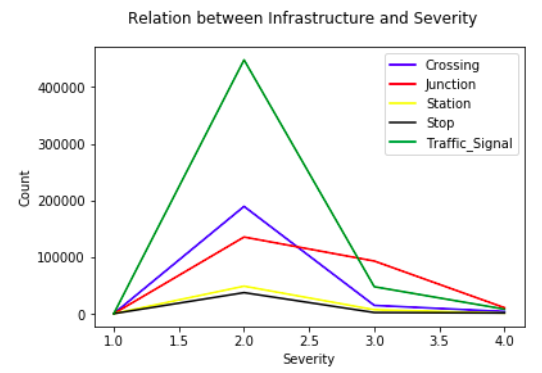 Relation between Infrastructure and Severity
Crossing
Junction
Station
Stop
Traffic_Signal
400000
300000
200000
100000
0
Count
1.0 1.5 2.0 2.5 3.0 3.5 4.0
Severity